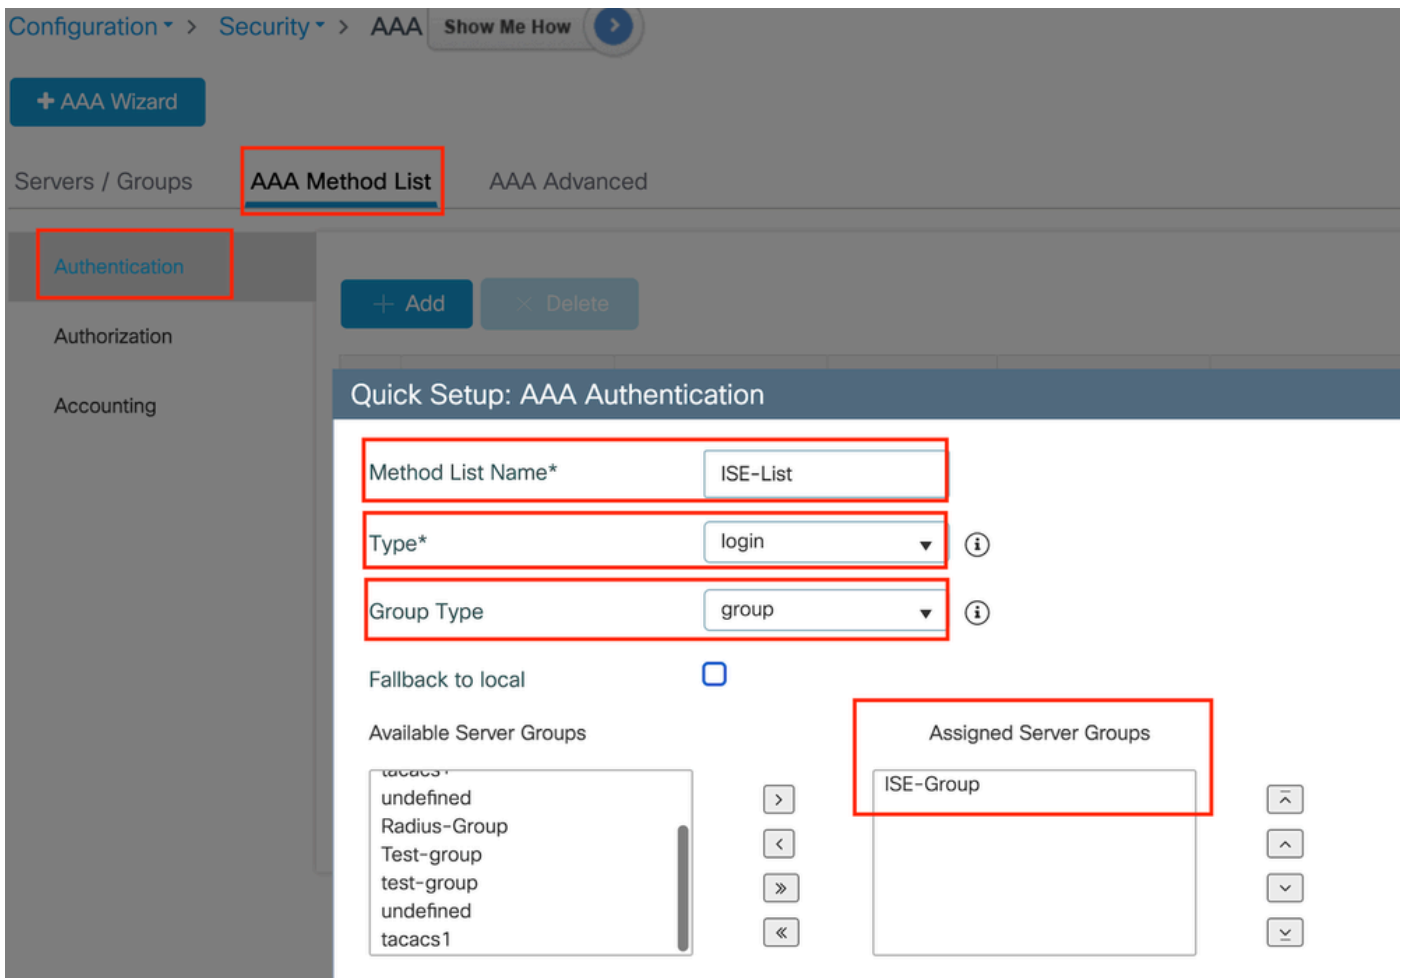 Configuration > Security > AAA Show Me How
+ AAA Wizard
Servers / Groups AAA Method List AAA Advanced
Authentication
Authorization
Accounting
+ Add × Delete
Quick Setup: AAA Authentication
Method List Name* ISE-List
Type* login
Group Type group
Fallback to local
Available Server Groups Assigned Server Groups
tacacs+
undefined
Radius-Group
Test-group
test-group
undefined
tacacs1
ISE-Group